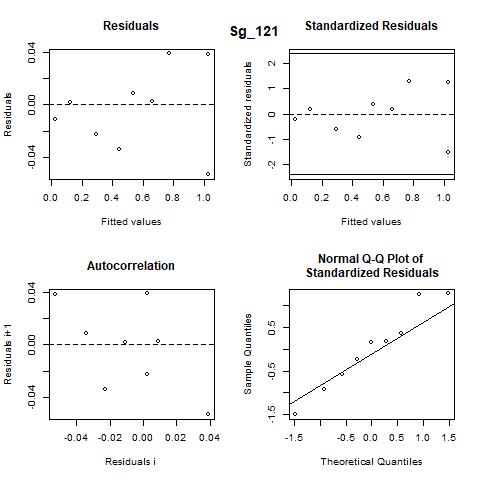 Sg_121
Residuals
Residuals
0.04
0.00
-0.04
0.0 0.2 0.4 0.6 0.8 1.0
Fitted values
Standardized Residuals
Standardized residuals
2
1
0
-1
-2
0.0 0.2 0.4 0.6 0.8 1.0
Fitted values
Autocorrelation
Residuals i+1
0.04
0.00
-0.04
-0.04 -0.02 0.00 0.02 0.04
Residuals i
Normal Q-Q Plot of
Standardized Residuals
Sample Quantiles
0.5
-0.5
-1.5
-1.5 -0.5 0.0 0.5 1.0 1.5
Theoretical Quantiles